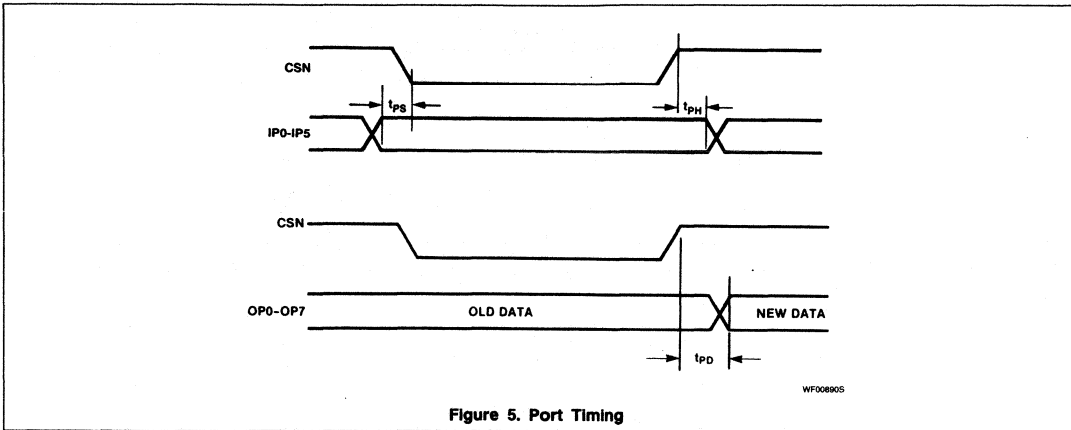 CSN
tPS
tPH
IP0-IP5
CSN
OP0-OP7
OLD DATA
NEW DATA
tPD
WF00890S
Figure 5. Port Timing